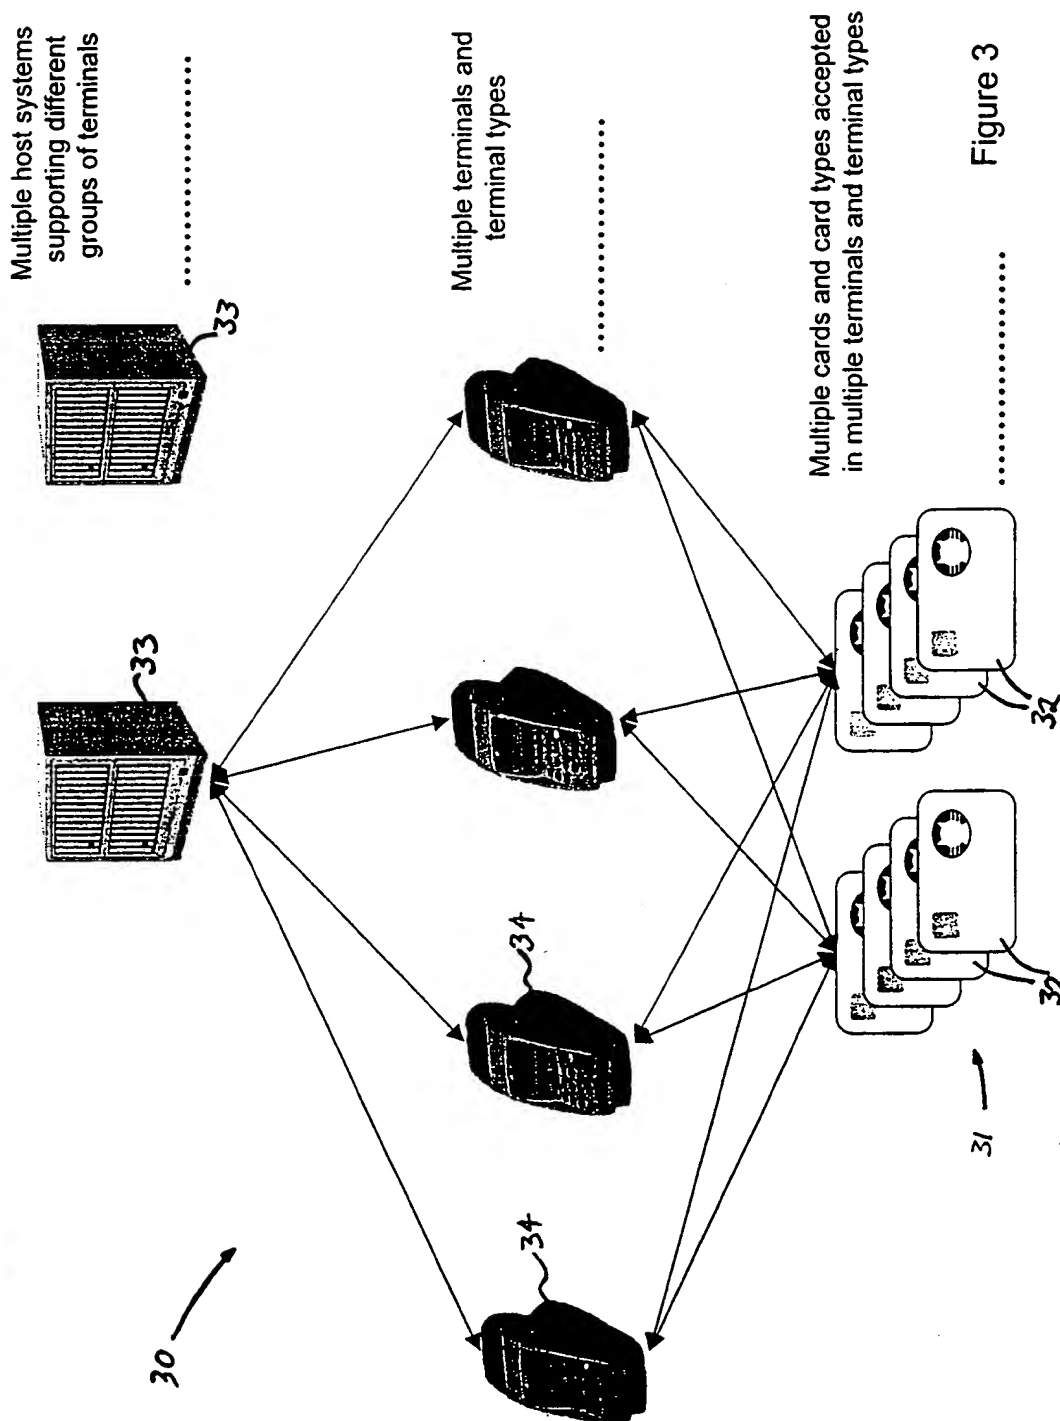 Multiple host systems
supporting different
groups of terminals
....................
33
33
Multiple terminals and
terminal types
....................
34
34
Multiple cards and card types accepted
in multiple terminals and terminal types
....................
32
32
30
31
Figure 3